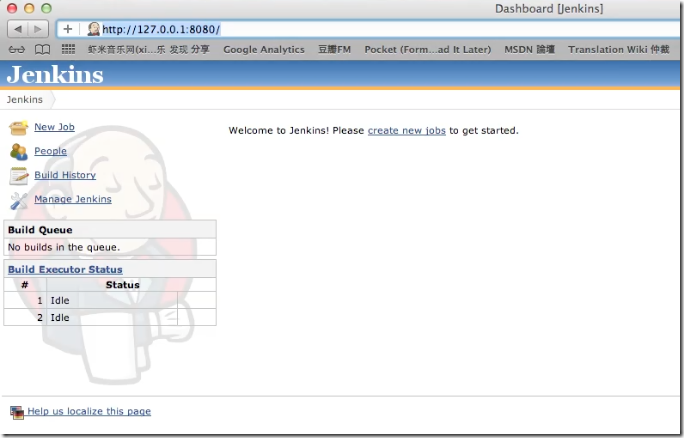 Dashboard [Jenkins]
http://127.0.0.1:8080/
虾米音乐网(xi...乐 发现 分享 Google Analytics 豆瓣FM Pocket (Form...ad It Later) MSDN 論壇 Translation Wiki 仲裁
Jenkins
Jenkins
New Job
People
Build History
Manage Jenkins
Welcome to Jenkins! Please create new jobs to get started.
Build Queue
No builds in the queue.
Build Executor Status
# Status
1 Idle
2 Idle
Help us localize this page